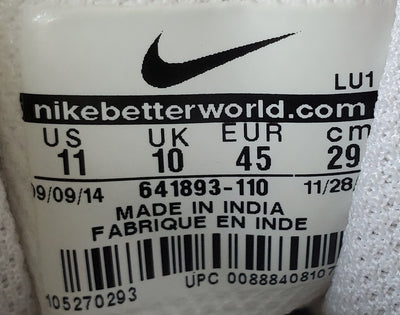 LU1
nikebetterworld.com
US UK EUR cm
11 10 45 29
09/09/14 641893-110 11/28/
MADE IN INDIA
FABRIQUE EN INDE
UPC 00888408107
105270293